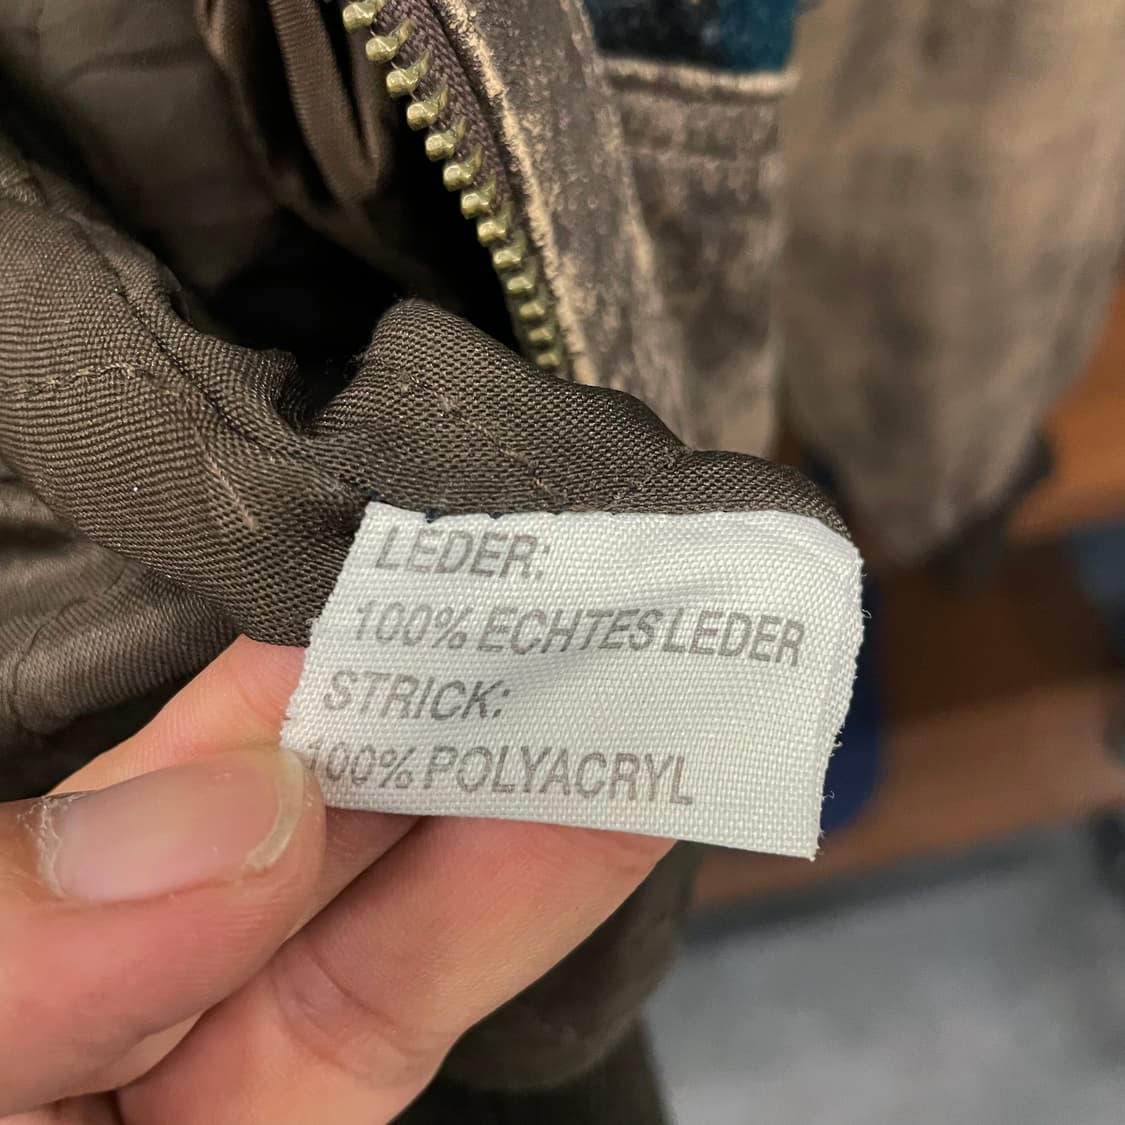 LEDER:
100% ECHTES LEDER
STRICK:
100% POLYACRYL